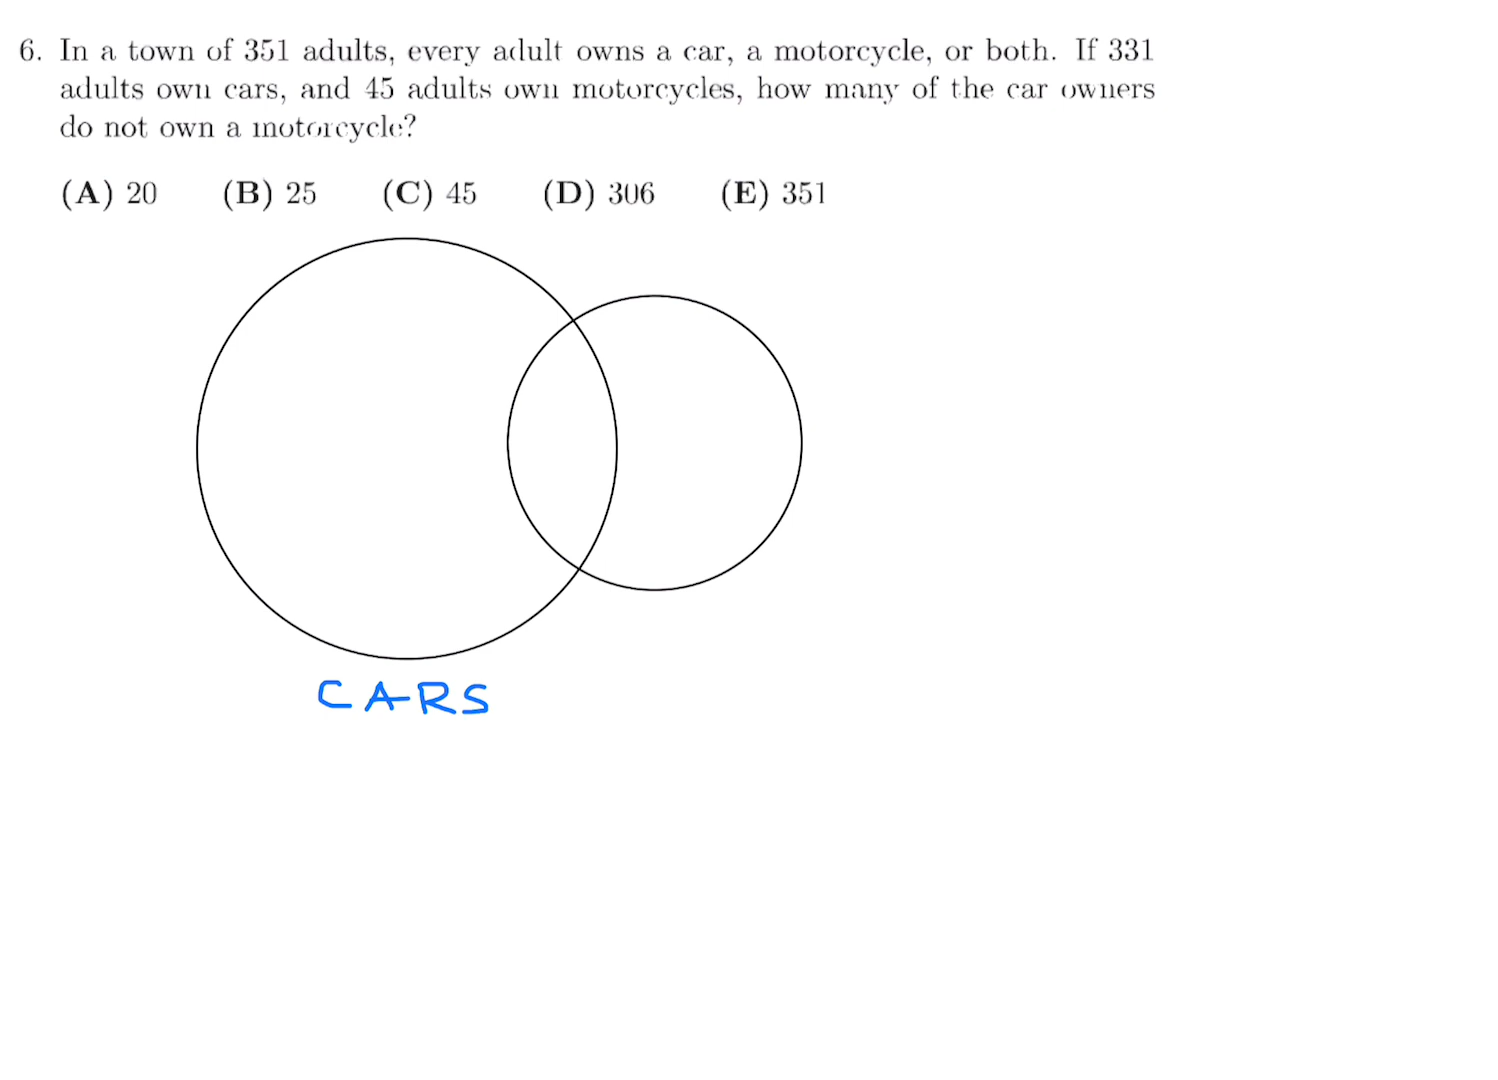 6. In a town of 351 adults, every adult owns a car, a motorcycle, or both. If 331
adults own cars, and 45 adults own motorcycles, how many of the car owners
do not own a motorcycle?
(A) 20 (B) 25 (C) 45 (D) 306 (E) 351
CARS